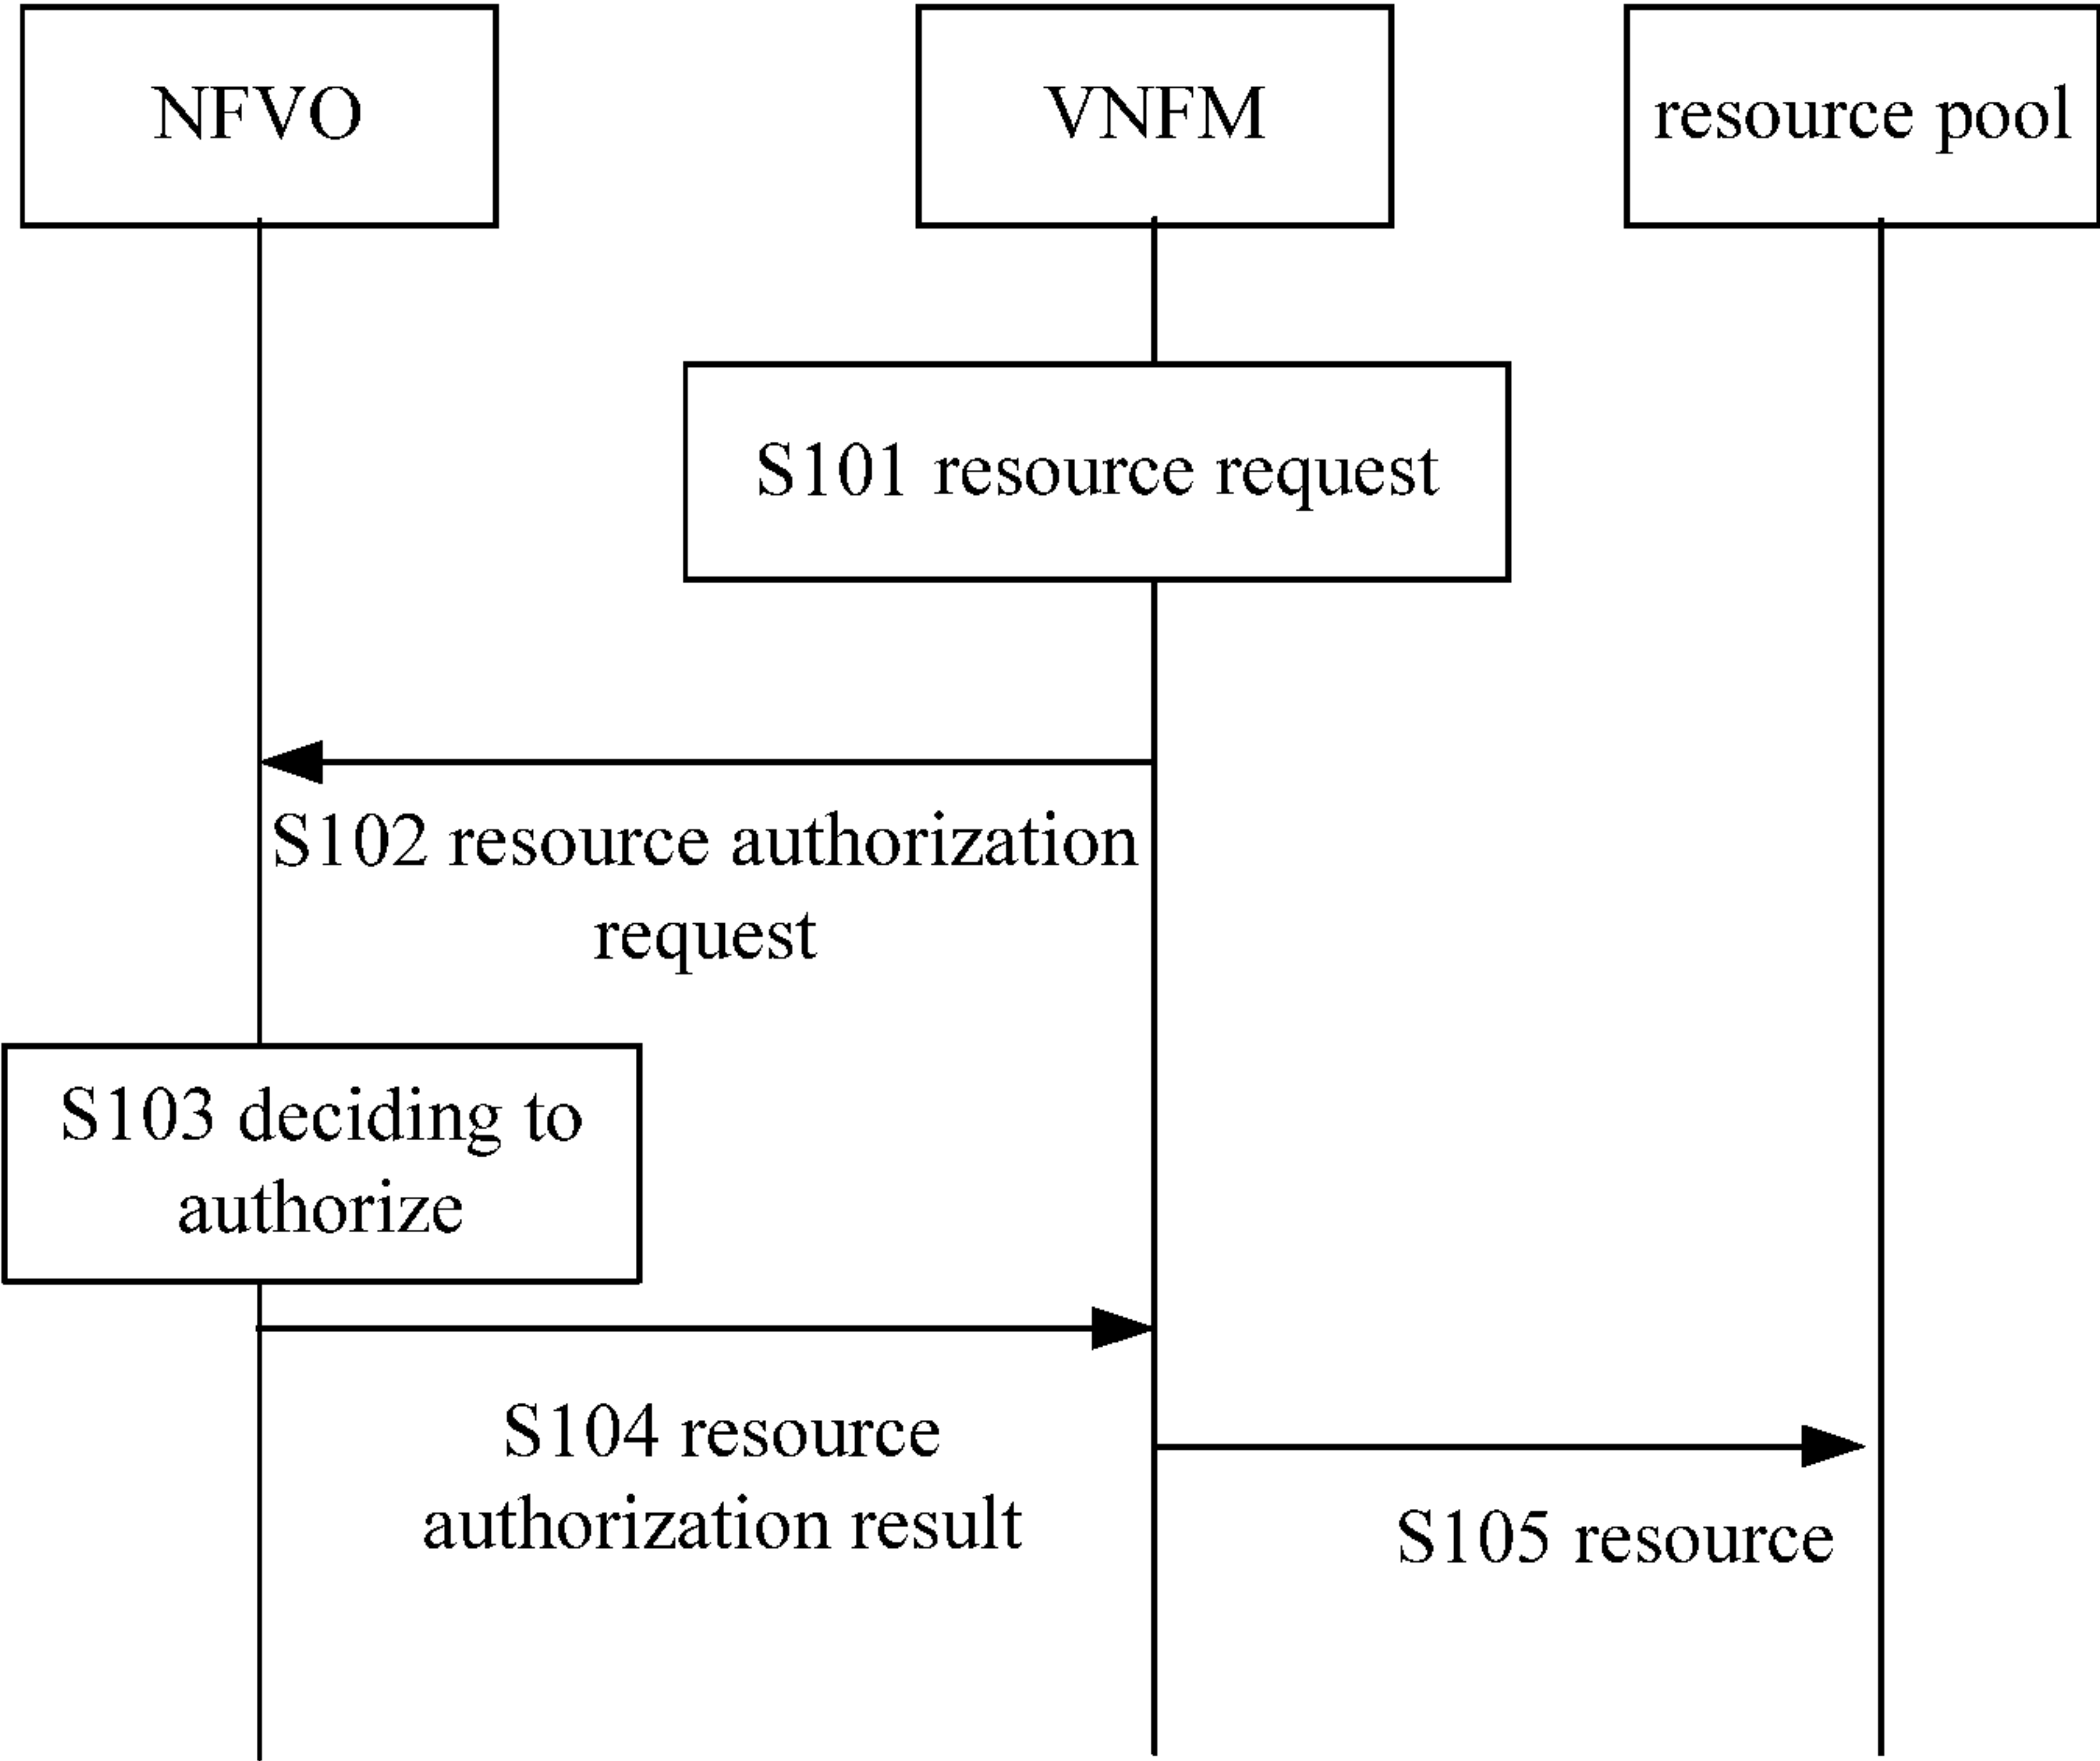 NFVO
VNFM
resource pool
S101 resource request
S102 resource authorization
request
S103 deciding to
authorize
S104 resource
authorization result
S105 resource